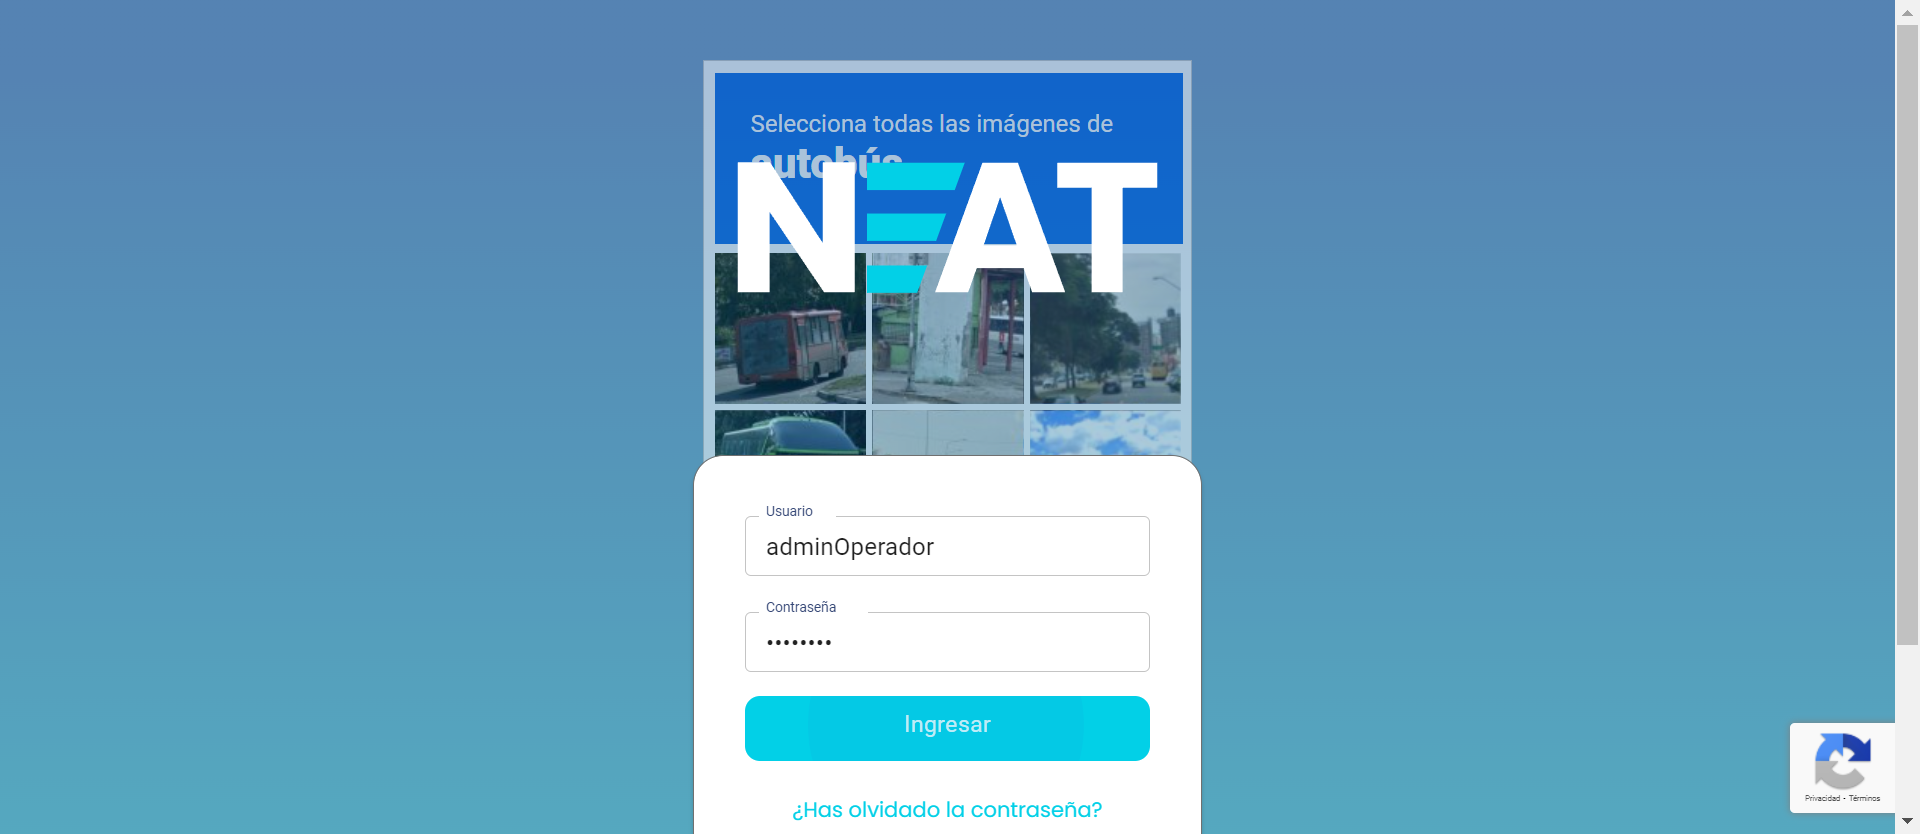 Selecciona todas las imágenes de
autobús
NEAT
Usuario
adminOperador
Contraseña
••••••••
Ingresar
¿Has olvidado la contraseña?
Privacidad - Términos